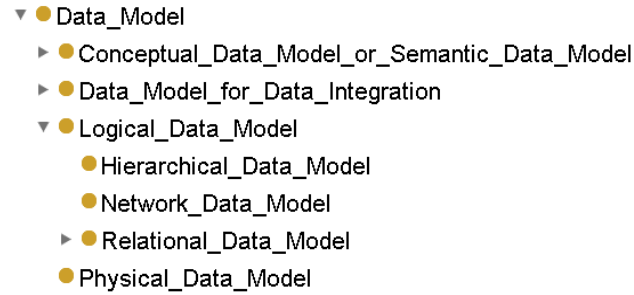 Data_Model
Conceptual_Data_Model_or_Semantic_Data_Model
Data_Model_for_Data_Integration
Logical_Data_Model
Hierarchical_Data_Model
Network_Data_Model
Relational_Data_Model
Physical_Data_Model